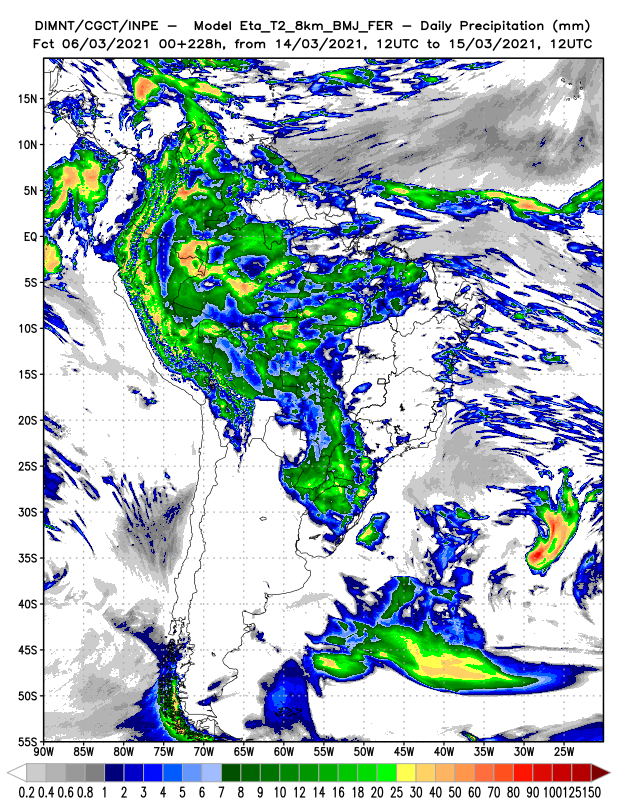 DIMNT/CGCT/INPE − Model Eta_T2_8km_BMJ_FER − Daily Precipitation (mm)
Fct 06/03/2021 00+228h, from 14/03/2021, 12UTC to 15/03/2021, 12UTC
15N
10N
5N
EQ
5S
10S
15S
20S
25S
30S
35S
40S
45S
50S
55S
90W 85W 80W 75W 70W 65W 60W 55W 50W 45W 40W 35W 30W 25W
0.2 0.4 0.6 0.8 1 2 3 4 5 6 7 8 9 10 12 14 16 18 20 25 30 40 50 60 70 80 90 100 125 150